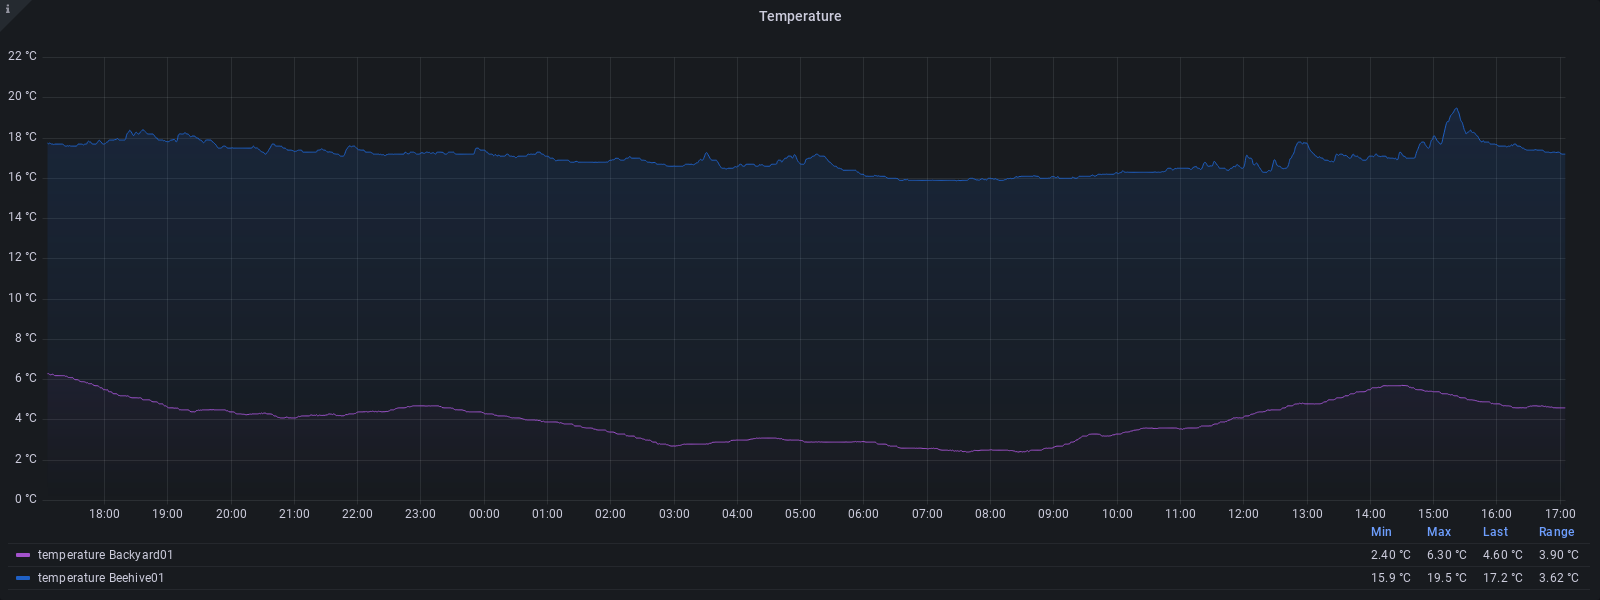 i
Temperature
22 °C
20 °C
18 °C
16 °C
14 °C
12 °C
10 °C
8 °C
6 °C
4 °C
2 °C
0 °C
18:00 19:00 20:00 21:00 22:00 23:00 00:00 01:00 02:00 03:00 04:00 05:00 06:00 07:00 08:00 09:00 10:00 11:00 12:00 13:00 14:00 15:00 16:00 17:00
Min Max Last Range
temperature Backyard01 2.40 °C 6.30 °C 4.60 °C 3.90 °C
temperature Beehive01 15.9 °C 19.5 °C 17.2 °C 3.62 °C